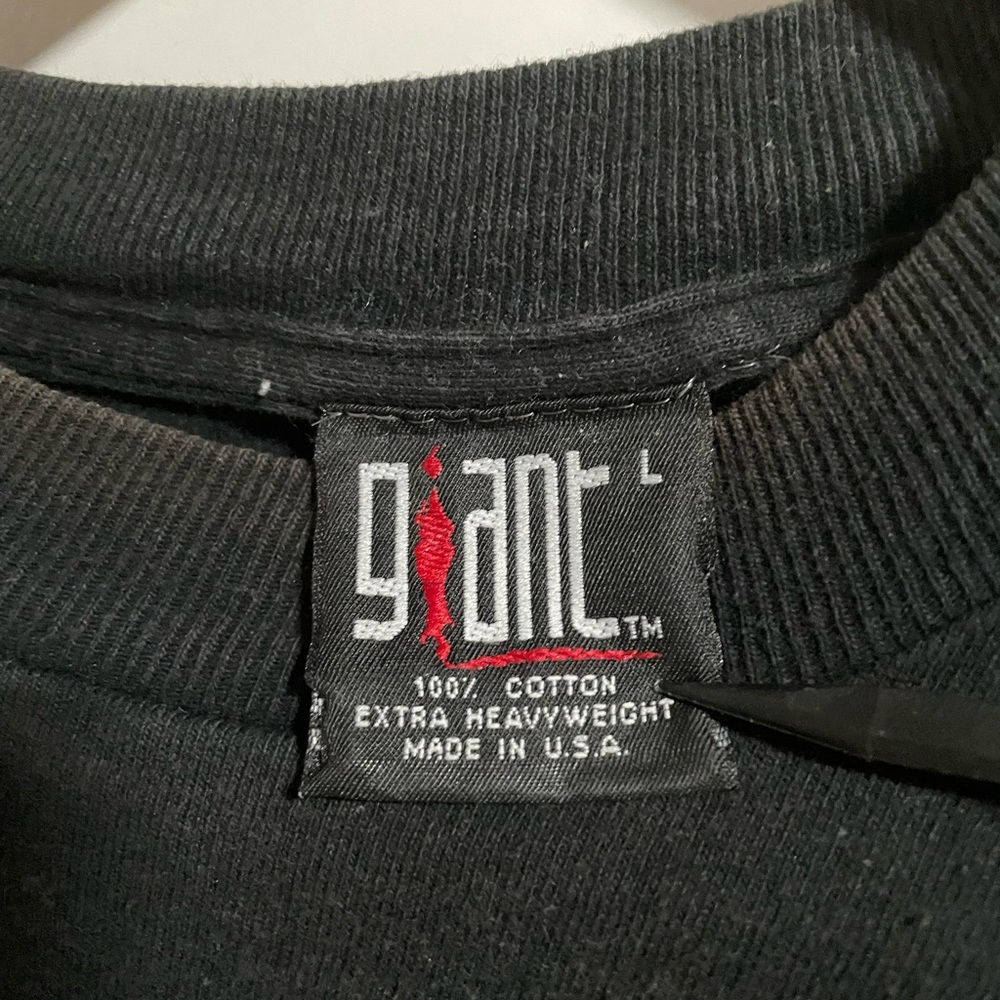 giant L
TM
100% COTTON
EXTRA HEAVYWEIGHT
MADE IN U.S.A.